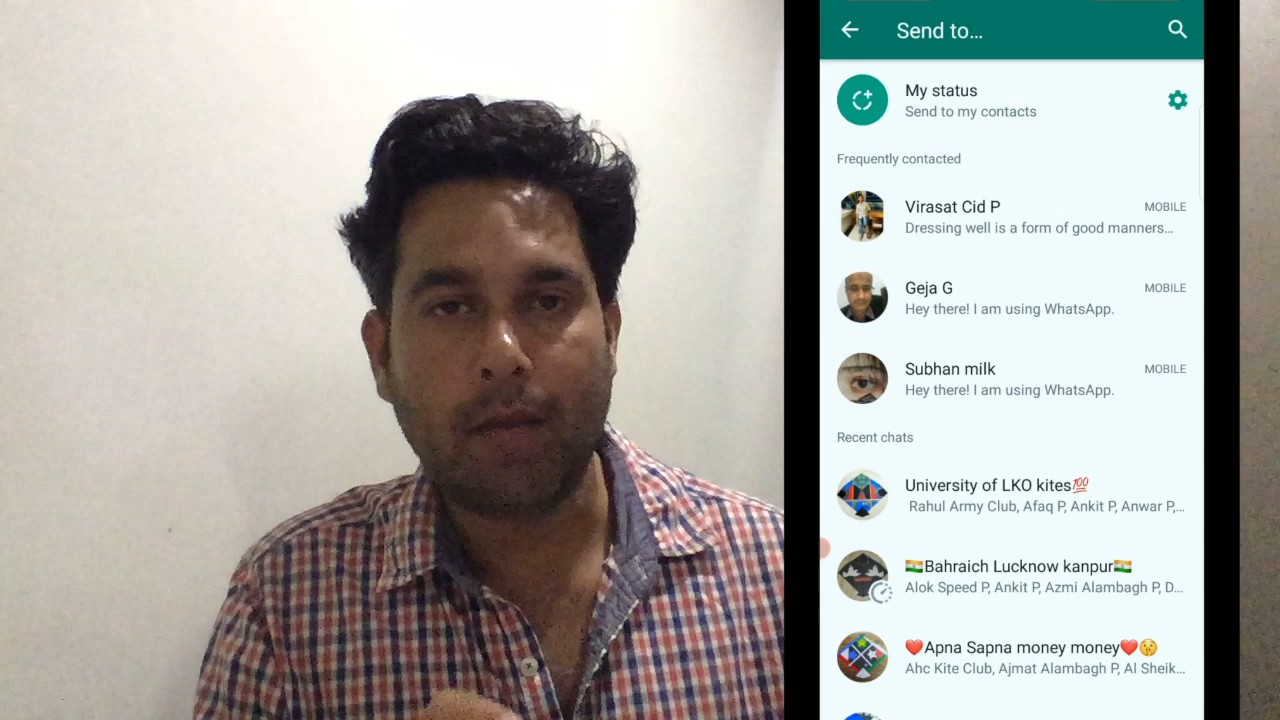 Send to...
My status
Send to my contacts
Frequently contacted
Virasat Cid P MOBILE
Dressing well is a form of good manners...
Geja G MOBILE
Hey there! I am using WhatsApp.
Subhan milk MOBILE
Hey there! I am using WhatsApp.
Recent chats
University of LKO kites💯
Rahul Army Club, Afaq P, Ankit P, Anwar P,...
🇮🇳Bahraich Lucknow kanpur🇮🇳
Alok Speed P, Ankit P, Azmi Alambagh P, D...
❤️Apna Sapna money money❤️🤫
Ahc Kite Club, Ajmat Alambagh P, Al Sheik...